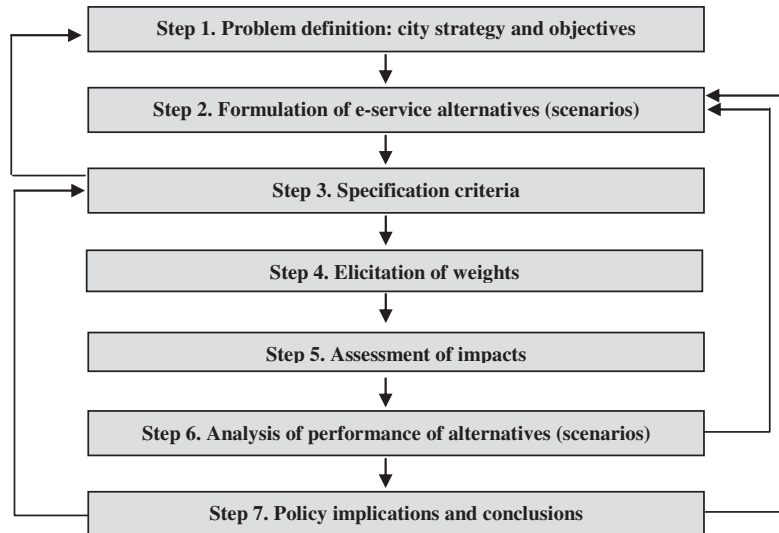 Step 1. Problem definition: city strategy and objectives
Step 2. Formulation of e-service alternatives (scenarios)
Step 3. Specification criteria
Step 4. Elicitation of weights
Step 5. Assessment of impacts
Step 6. Analysis of performance of alternatives (scenarios)
Step 7. Policy implications and conclusions